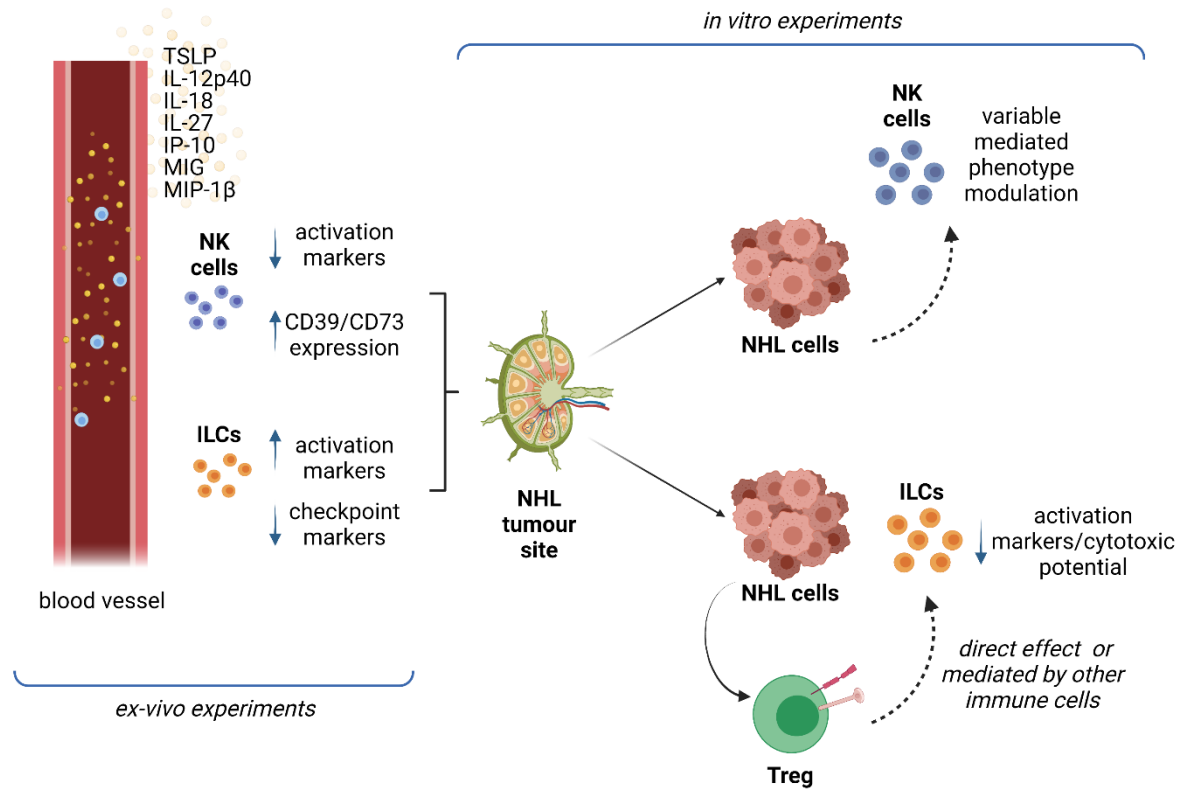 in vitro experiments
TSLP
IL-12p40
IL-18
IL-27
IP-10
MIG
MIP-1β
NK
cells
activation
markers
CD39/CD73
expression
ILCs
activation
markers
checkpoint
markers
blood vessel
ex-vivo experiments
NHL
tumour
site
NHL cells
NK
cells
variable
mediated
phenotype
modulation
NHL cells
ILCs
activation
markers/cytotoxic
potential
direct effect or
mediated by other
immune cells
Treg